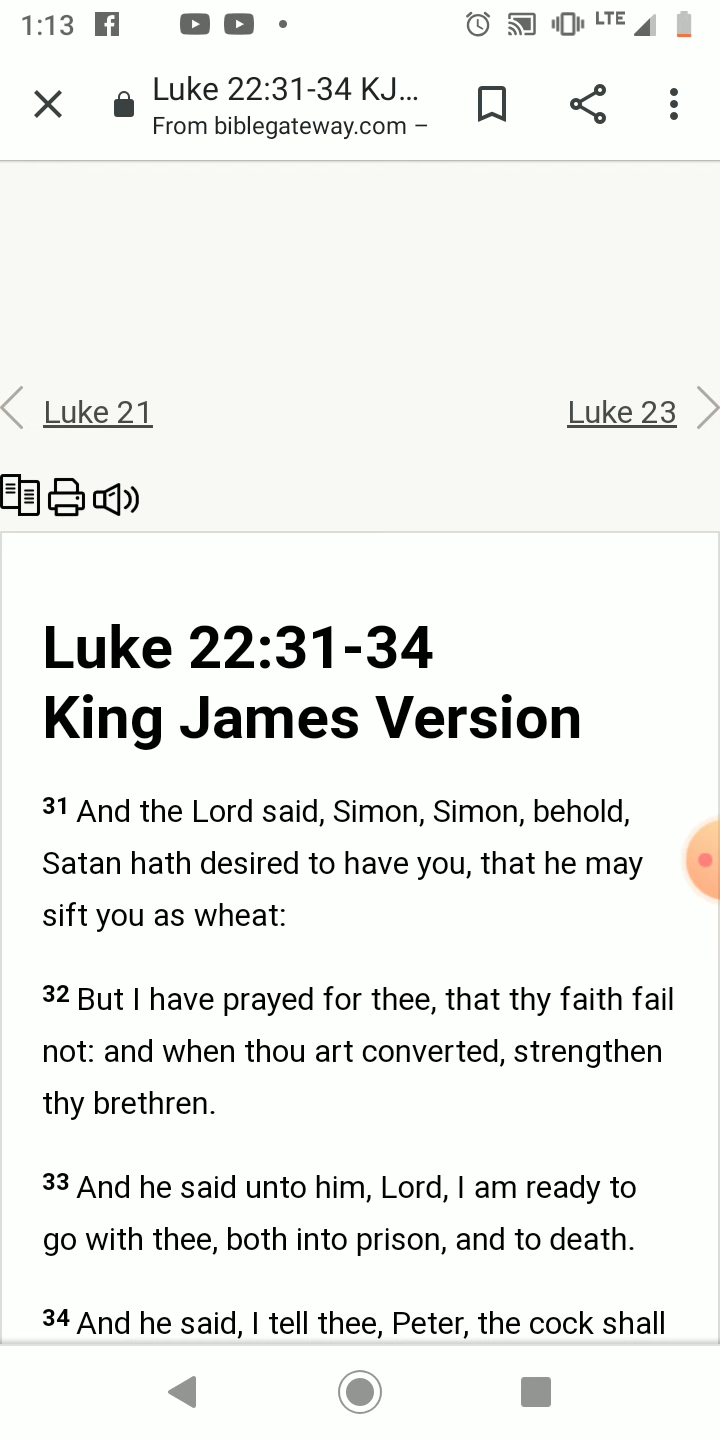 1:13 LTE
Luke 22:31-34 KJ...
From biblegateway.com –
Luke 21 Luke 23
Luke 22:31-34
King James Version
31 And the Lord said, Simon, Simon, behold,
Satan hath desired to have you, that he may
sift you as wheat:
32 But I have prayed for thee, that thy faith fail
not: and when thou art converted, strengthen
thy brethren.
33 And he said unto him, Lord, I am ready to
go with thee, both into prison, and to death.
34 And he said, I tell thee, Peter, the cock shall